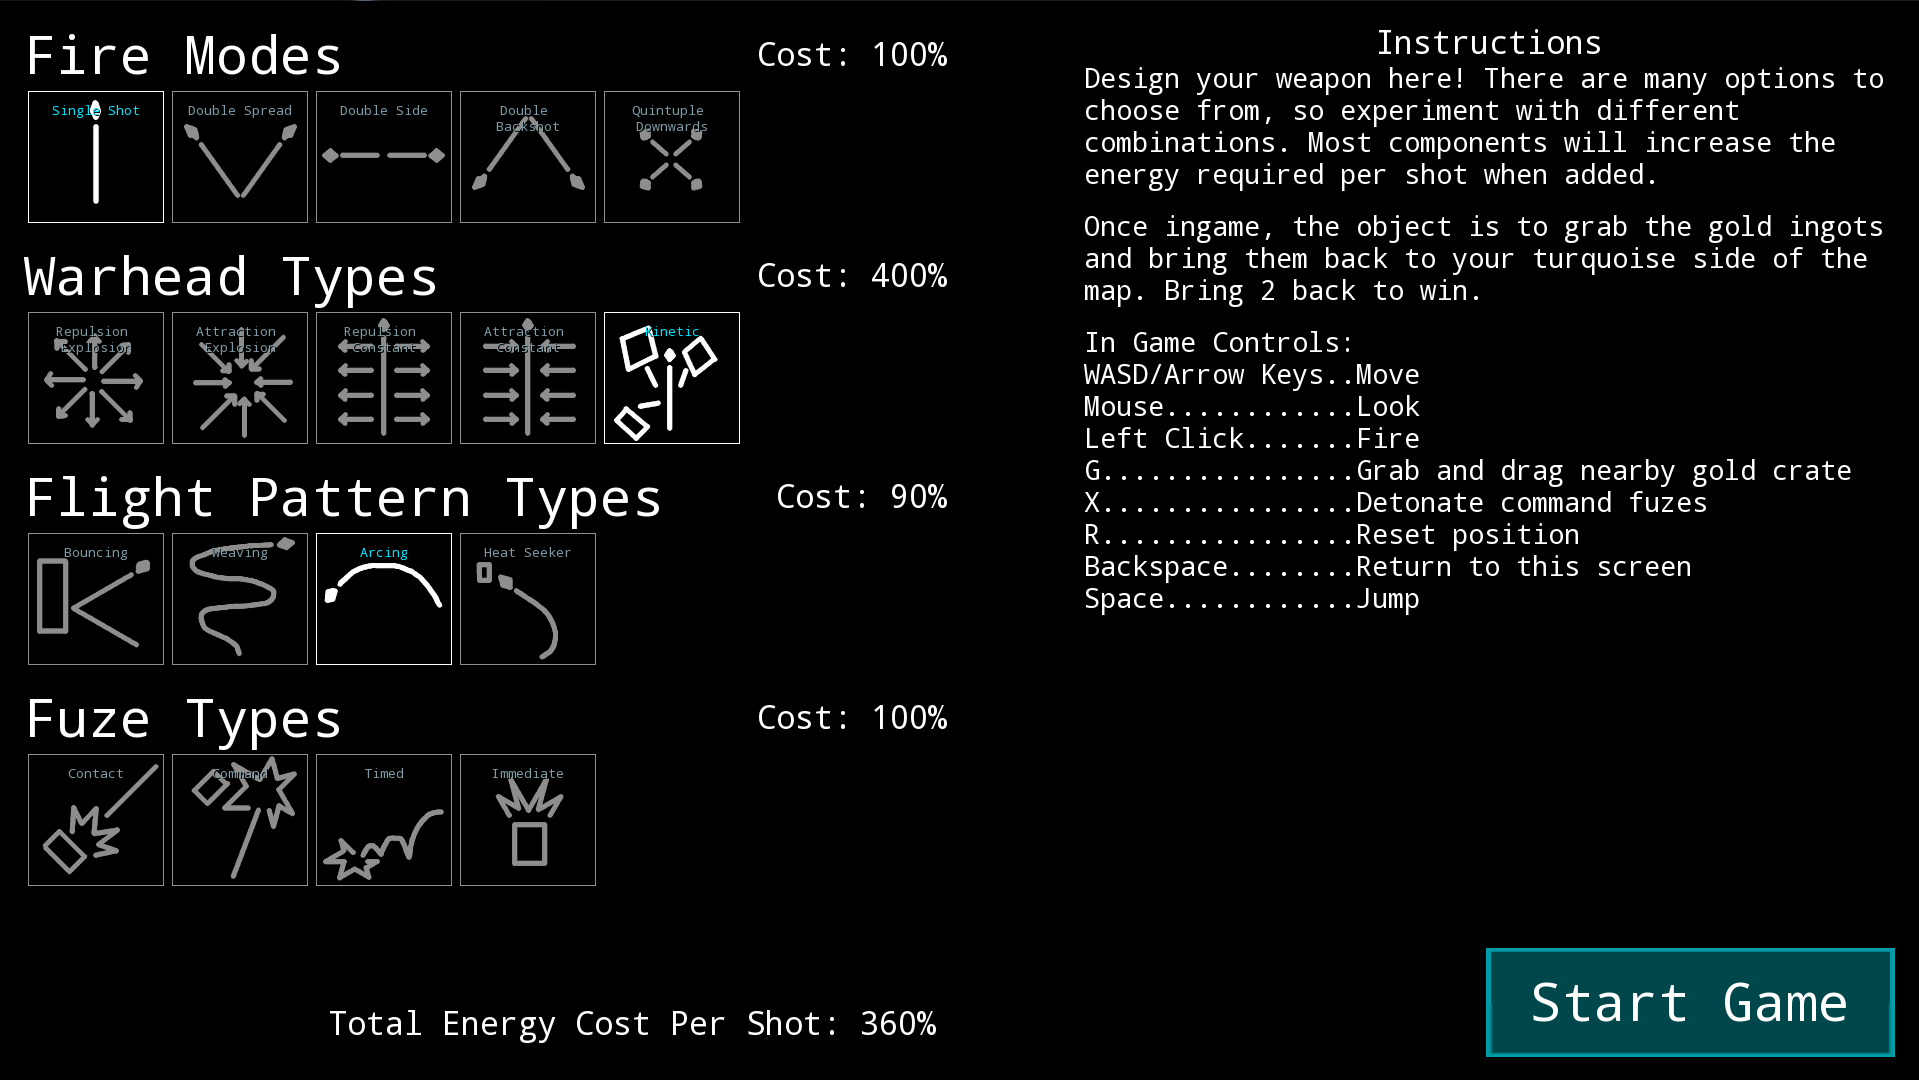 Fire Modes
Cost: 100%
Single Shot
Double Spread
Double Side
Double
Backshot
Quintuple
Downwards
Warhead Types
Cost: 400%
Repulsion
Explosion
Attraction
Explosion
Repulsion
Constant
Attraction
Constant
Kinetic
Flight Pattern Types
Cost: 90%
Bouncing
Weaving
Arcing
Heat Seeker
Fuze Types
Cost: 100%
Contact
Command
Timed
Immediate
Total Energy Cost Per Shot: 360%
Instructions
Design your weapon here! There are many options to
choose from, so experiment with different
combinations. Most components will increase the
energy required per shot when added.
Once ingame, the object is to grab the gold ingots
and bring them back to your turquoise side of the
map. Bring 2 back to win.
In Game Controls:
WASD/Arrow Keys..Move
Mouse............Look
Left Click.......Fire
G................Grab and drag nearby gold crate
X................Detonate command fuzes
R................Reset position
Backspace........Return to this screen
Space............Jump
Start Game